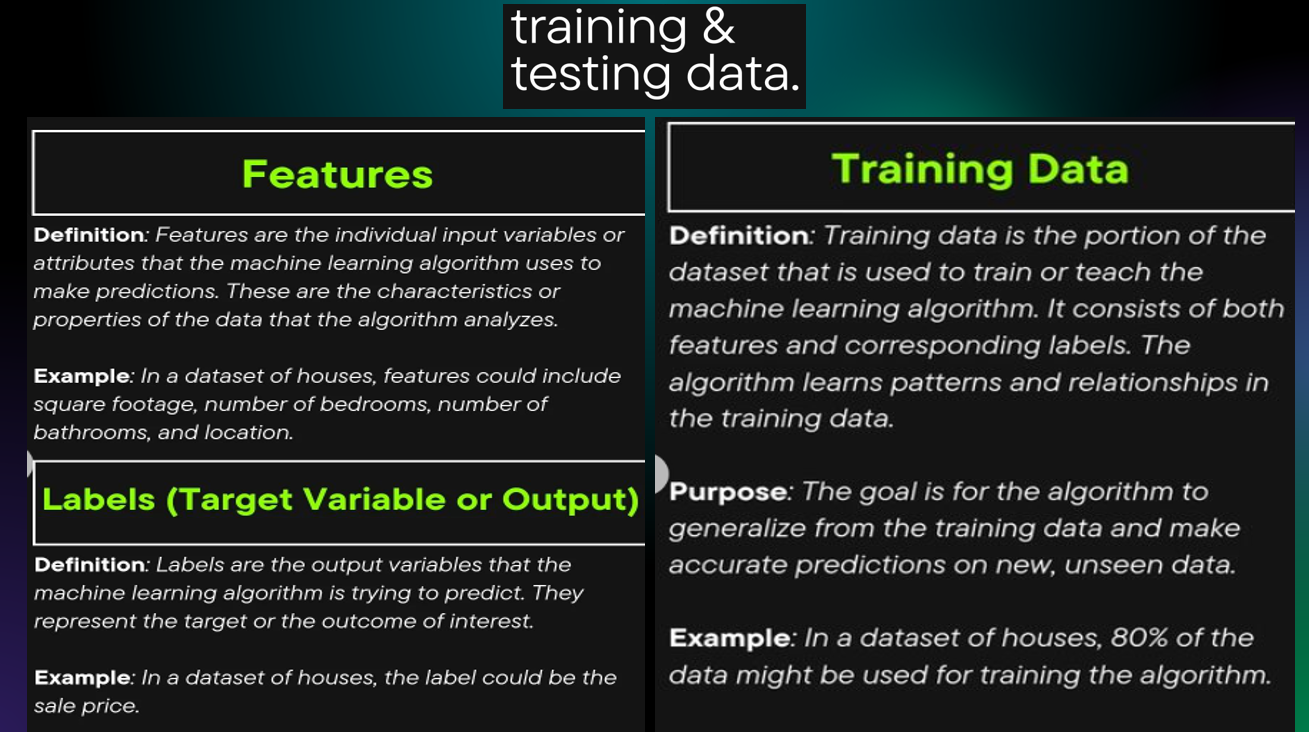 training &
testing data.
Features
Definition: Features are the individual input variables or
attributes that the machine learning algorithm uses to
make predictions. These are the characteristics or
properties of the data that the algorithm analyzes.
Example: In a dataset of houses, features could include
square footage, number of bedrooms, number of
bathrooms, and location.
Labels (Target Variable or Output)
Definition: Labels are the output variables that the
machine learning algorithm is trying to predict. They
represent the target or the outcome of interest.
Example: In a dataset of houses, the label could be the
sale price.
Training Data
Definition: Training data is the portion of the
dataset that is used to train or teach the
machine learning algorithm. It consists of both
features and corresponding labels. The
algorithm learns patterns and relationships in
the training data.
Purpose: The goal is for the algorithm to
generalize from the training data and make
accurate predictions on new, unseen data.
Example: In a dataset of houses, 80% of the
data might be used for training the algorithm.